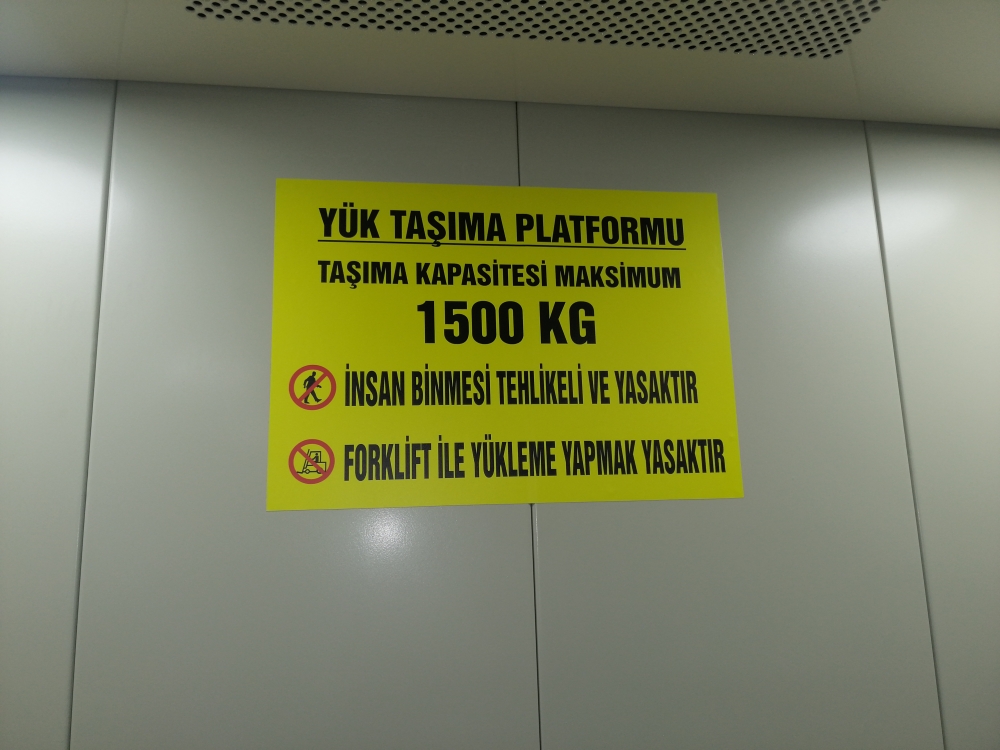 YÜK TAŞIMA PLATFORMU
TAŞIMA KAPASİTESİ MAKSİMUM
1500 KG
İNSAN BİNMESİ TEHLİKELİ VE YASAKTIR
FORKLİFT İLE YÜKLEME YAPMAK YASAKTIR